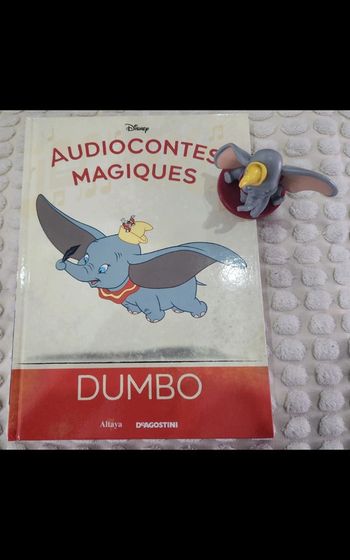 Disney
AUDIOCONTES
MAGIQUES
DUMBO
Altaya
DeAGOSTINI